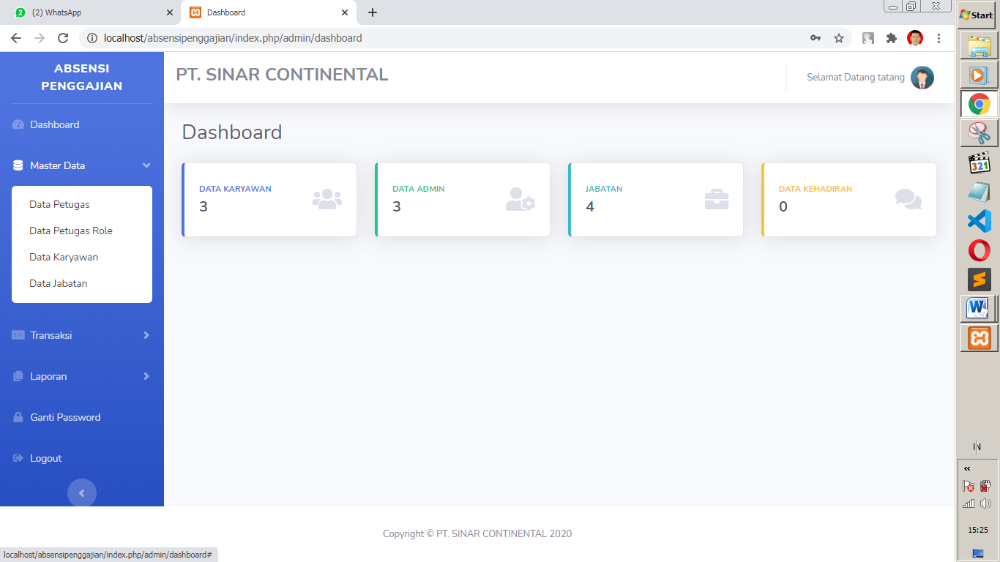 (2) WhatsApp
Dashboard
localhost/absensipenggajian/index.php/admin/dashboard
Start
ABSENSI
PENGGAJIAN
PT. SINAR CONTINENTAL
Selamat Datang tatang
Dashboard
Master Data
Data Petugas
Data Petugas Role
Data Karyawan
Data Jabatan
Transaksi
Laporan
Ganti Password
Logout
Dashboard
DATA KARYAWAN
3
DATA ADMIN
3
JABATAN
4
DATA KEHADIRAN
0
321
IN
15:25
Copyright © PT. SINAR CONTINENTAL 2020
localhost/absensipenggajian/index.php/admin/dashboard#